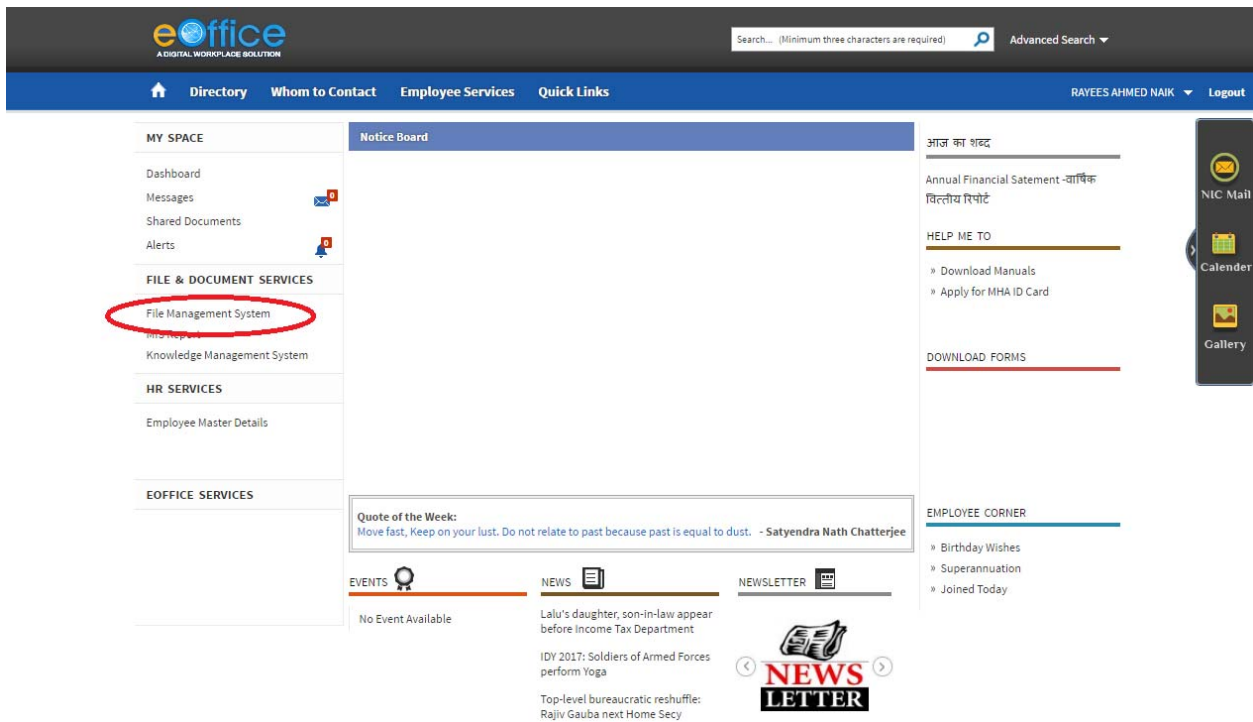 eOffice
A DIGITAL WORKPLACE SOLUTION
Search... (Minimum three characters are required)
Advanced Search
Directory
Whom to Contact
Employee Services
Quick Links
RAYEES AHMED NAIK
Logout
MY SPACE
Dashboard
Messages
0
Shared Documents
Alerts
0
FILE & DOCUMENT SERVICES
File Management System
MIS Report
Knowledge Management System
HR SERVICES
Employee Master Details
EOFFICE SERVICES
Notice Board
Quote of the Week:
Move fast, Keep on your lust. Do not relate to past because past is equal to dust. - Satyendra Nath Chatterjee
EVENTS
No Event Available
NEWS
Lalu's daughter, son-in-law appear
before Income Tax Department
IDY 2017: Soldiers of Armed Forces
perform Yoga
Top-level bureaucratic reshuffle:
Rajiv Gauba next Home Secy
NEWSLETTER
NEWS
LETTER
आज का शब्द
Annual Financial Satement -वार्षिक
वित्तीय रिपोर्ट
HELP ME TO
» Download Manuals
» Apply for MHA ID Card
DOWNLOAD FORMS
EMPLOYEE CORNER
» Birthday Wishes
» Superannuation
» Joined Today
NIC Mail
Calender
Gallery